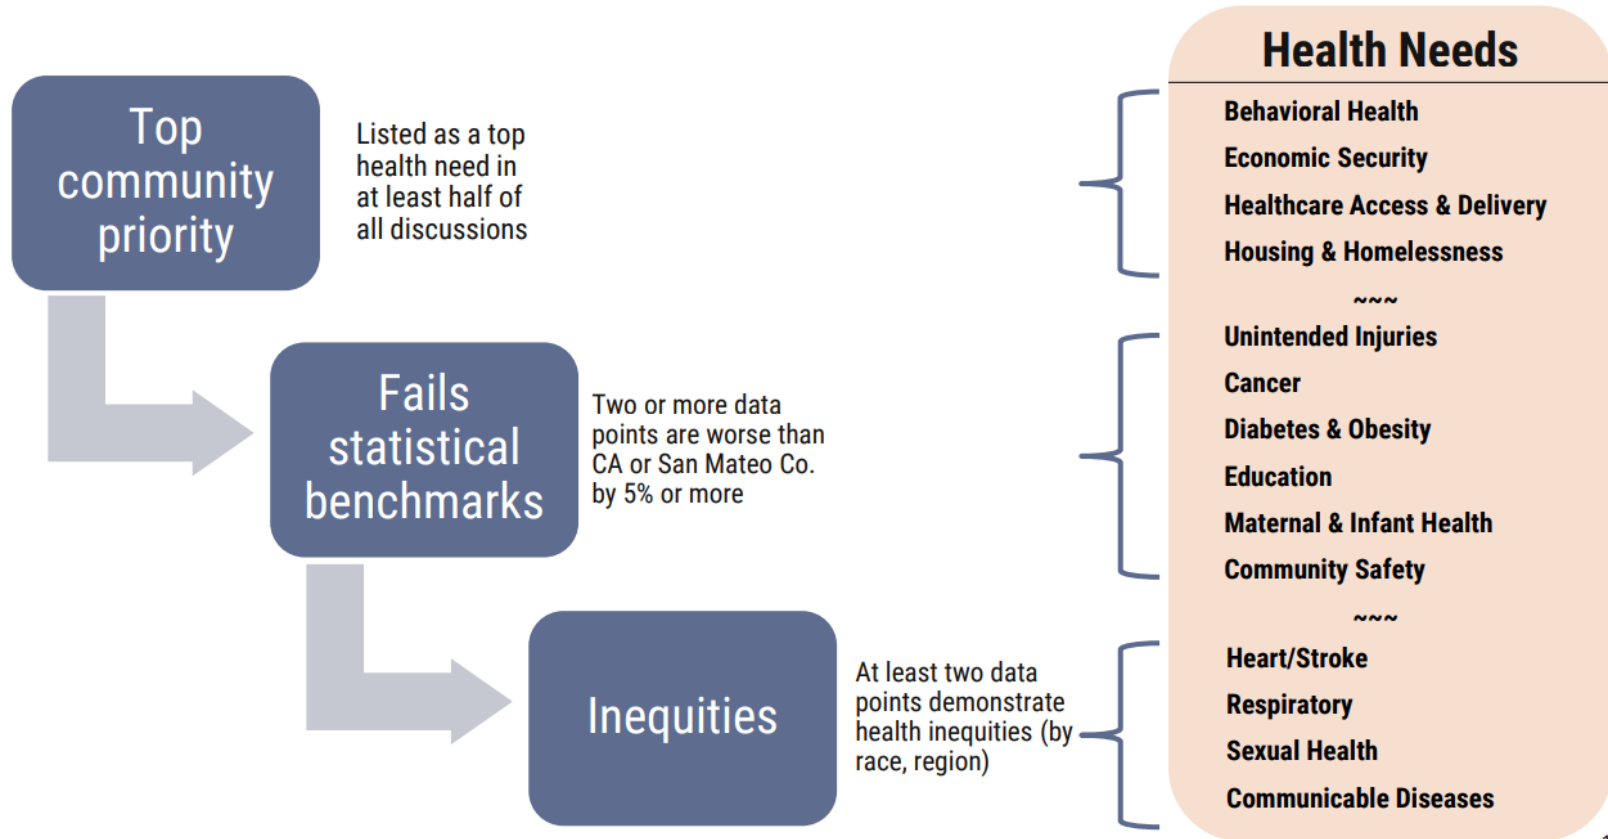 Health Needs
Top
community
priority
Listed as a top
health need in
at least half of
all discussions
Behavioral Health
Economic Security
Healthcare Access & Delivery
Housing & Homelessness
~~~
Fails
statistical
benchmarks
Two or more data
points are worse than
CA or San Mateo Co.
by 5% or more
Unintended Injuries
Cancer
Diabetes & Obesity
Education
Maternal & Infant Health
Community Safety
~~~
Inequities
At least two data
points demonstrate
health inequities (by
race, region)
Heart/Stroke
Respiratory
Sexual Health
Communicable Diseases